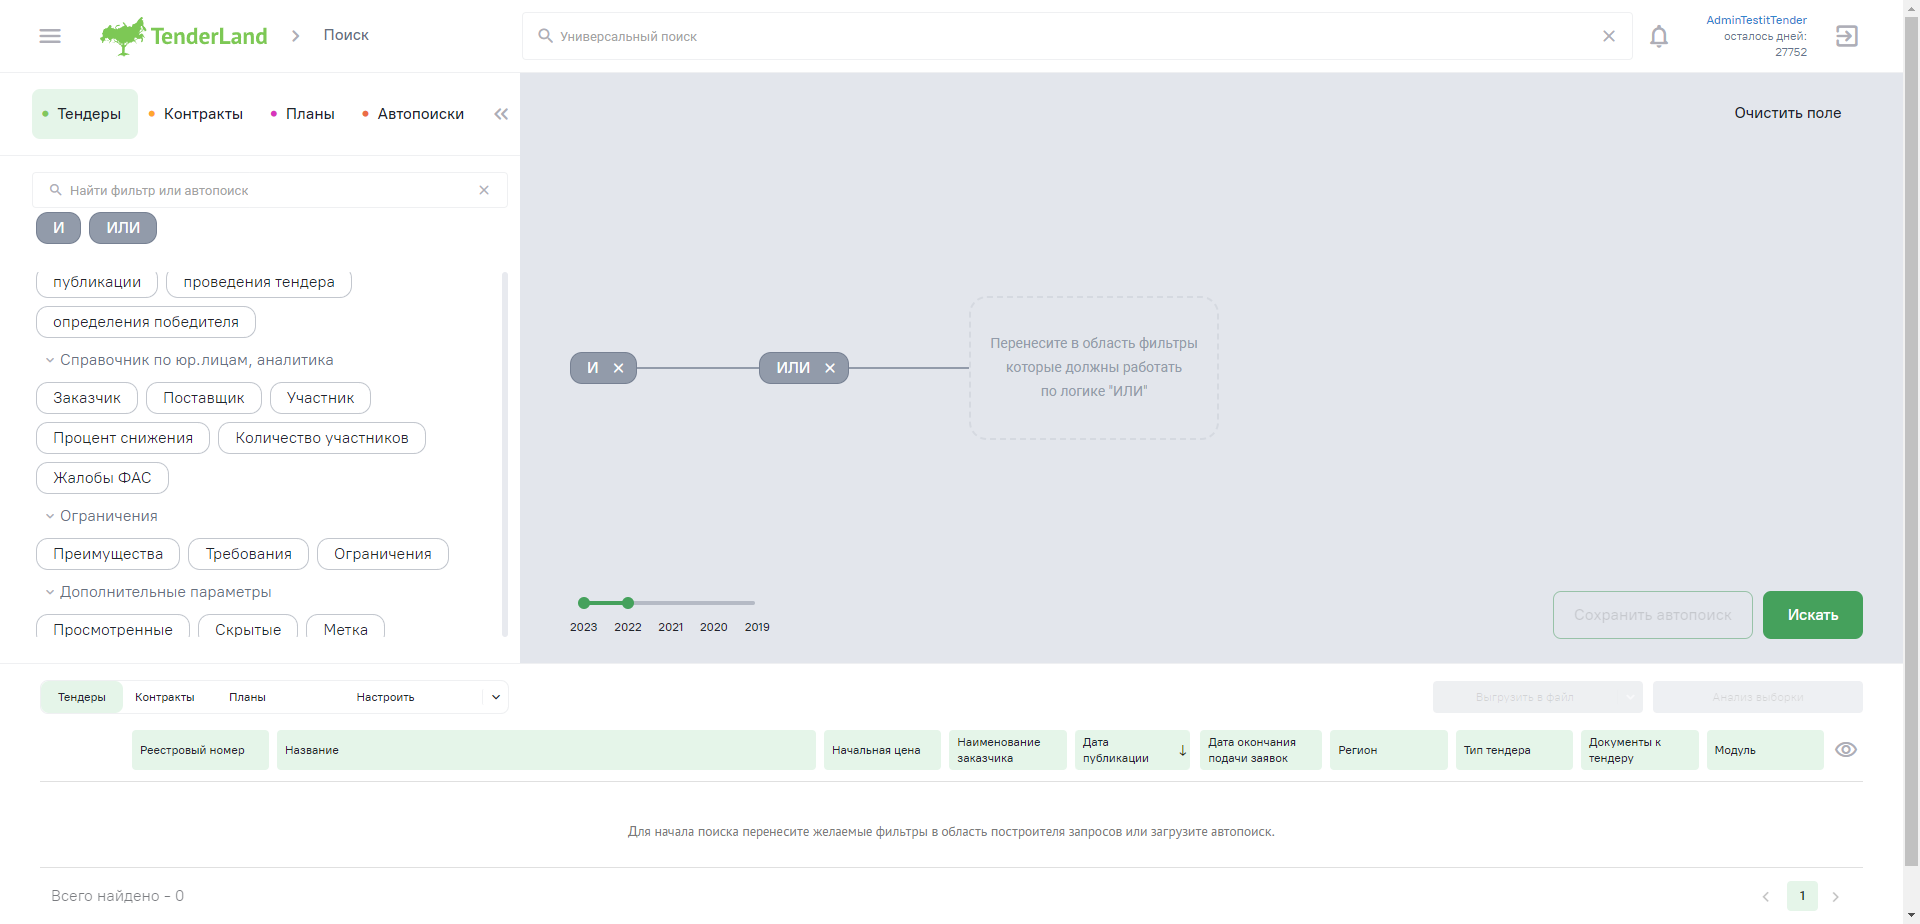 TenderLand
Поиск
Универсальный поиск
AdminTestitTender
осталось дней:
27752
Тендеры
Контракты
Планы
Автопоиски
Очистить поле
Найти фильтр или автопоиск
И
ИЛИ
публикации
проведения тендера
определения победителя
Справочник по юр.лицам, аналитика
Заказчик
Поставщик
Участник
Процент снижения
Количество участников
Жалобы ФАС
Ограничения
Преимущества
Требования
Ограничения
Дополнительные параметры
Просмотренные
Скрытые
Метка
И
ИЛИ
Перенесите в область фильтры
которые должны работать
по логике "ИЛИ"
2023
2022
2021
2020
2019
Сохранить автопоиск
Искать
Тендеры
Контракты
Планы
Настроить
Выгрузить в файл
Анализ выборки
Реестровый номер
Название
Начальная цена
Наименование
заказчика
Дата
публикации
Дата окончания
подачи заявок
Регион
Тип тендера
Документы к
тендеру
Модуль
Для начала поиска перенесите желаемые фильтры в область построителя запросов или загрузите автопоиск.
Всего найдено - 0
1